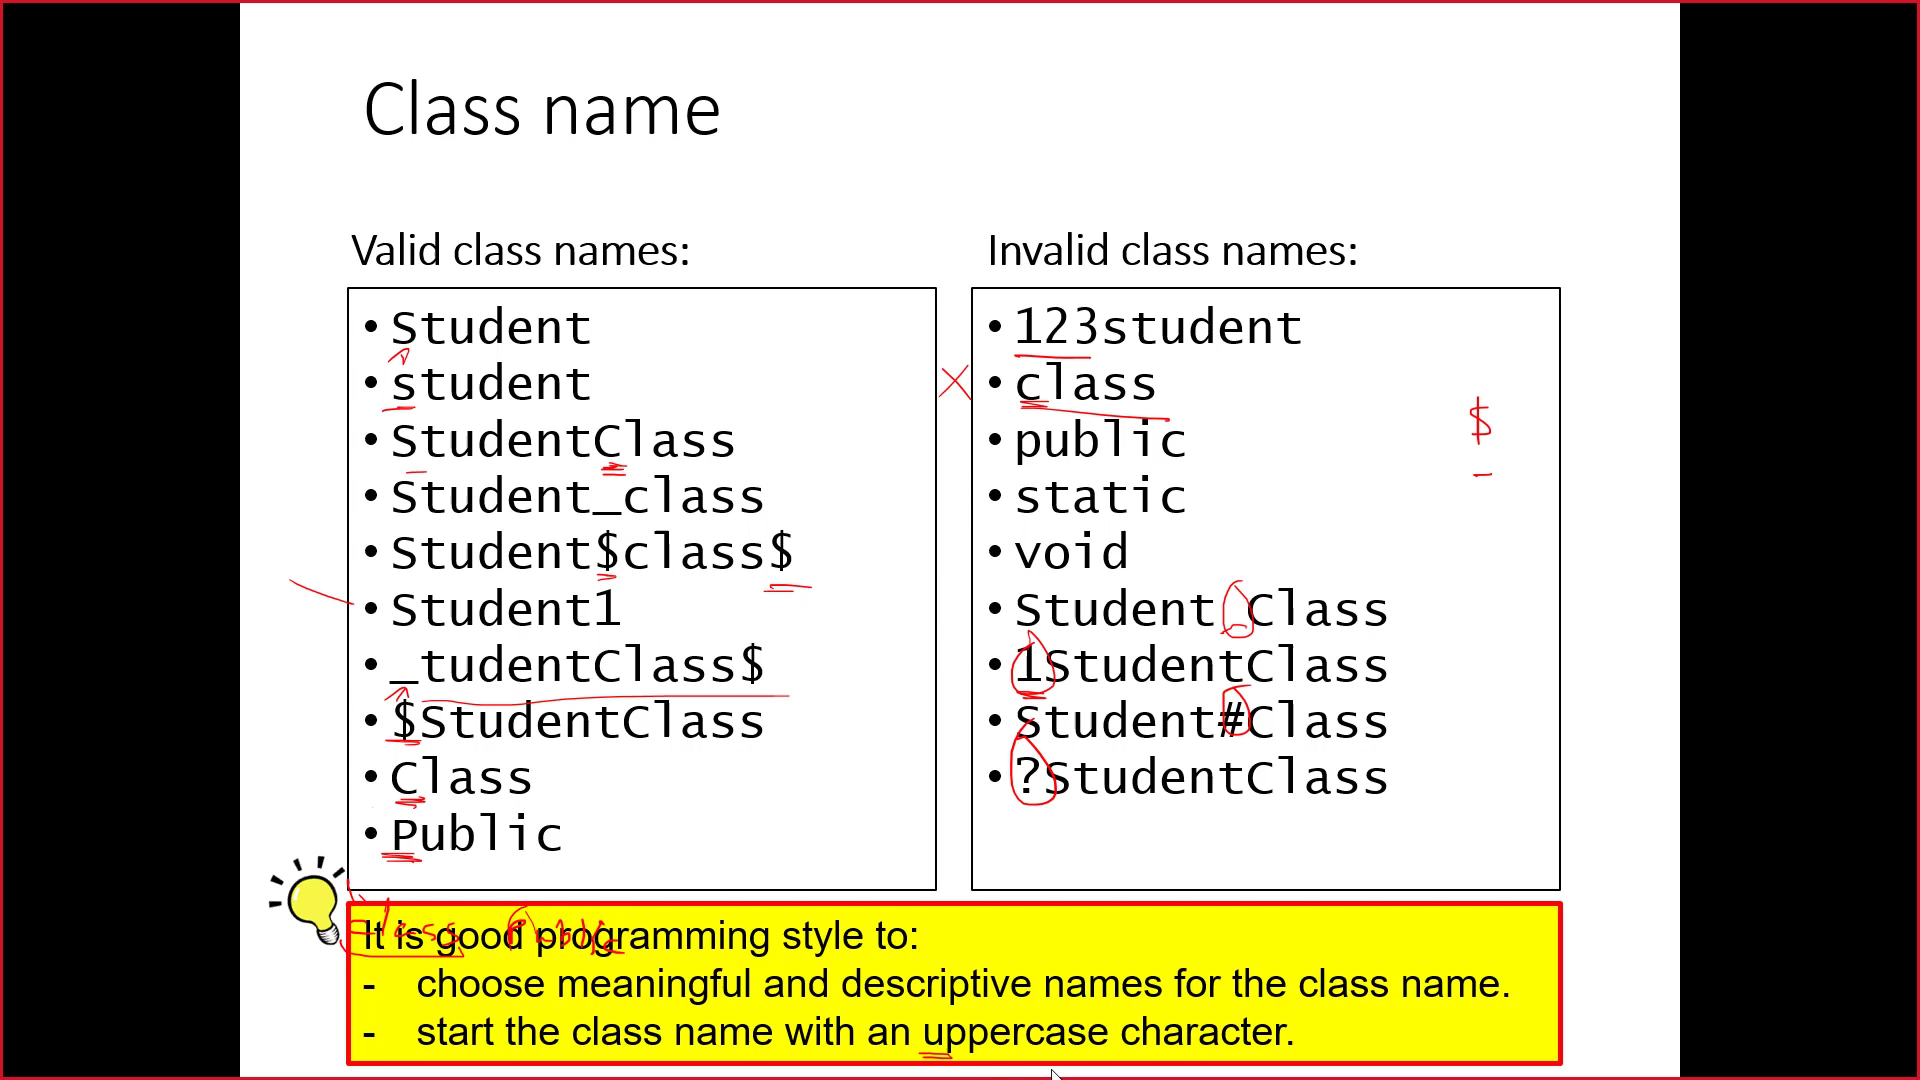 Class name
Valid class names:
• Student
• student
• StudentClass
• Student_class
• Student$class$
• Student1
• _tudentClass$
• $StudentClass
• Class
• Public
Invalid class names:
• 123student
• class
• public
• static
• void
• Student Class
• 1StudentClass
• Student#Class
• ?StudentClass
$
_
class Public
It is good programming style to:
- choose meaningful and descriptive names for the class name.
- start the class name with an uppercase character.